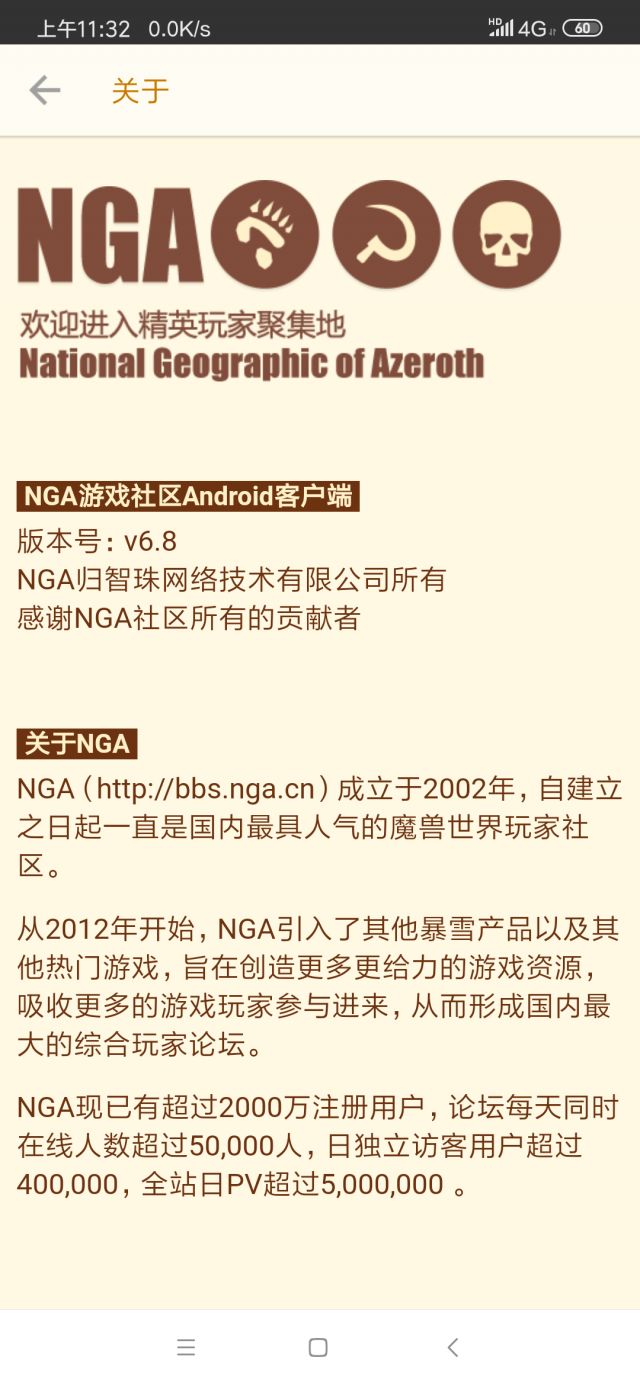 上午11:32 0.0K/s HD 4G 60
关于
NGA
欢迎进入精英玩家聚集地
National Geographic of Azeroth
NGA游戏社区Android客户端
版本号：v6.8
NGA归智珠网络技术有限公司所有
感谢NGA社区所有的贡献者
关于NGA
NGA（http://bbs.nga.cn）成立于2002年，自建立
之日起一直是国内最具人气的魔兽世界玩家社
区。
从2012年开始，NGA引入了其他暴雪产品以及其
他热门游戏，旨在创造更多更给力的游戏资源，
吸收更多的游戏玩家参与进来，从而形成国内最
大的综合玩家论坛。
NGA现已有超过2000万注册用户，论坛每天同时
在线人数超过50,000人，日独立访客用户超过
400,000，全站日PV超过5,000,000 。